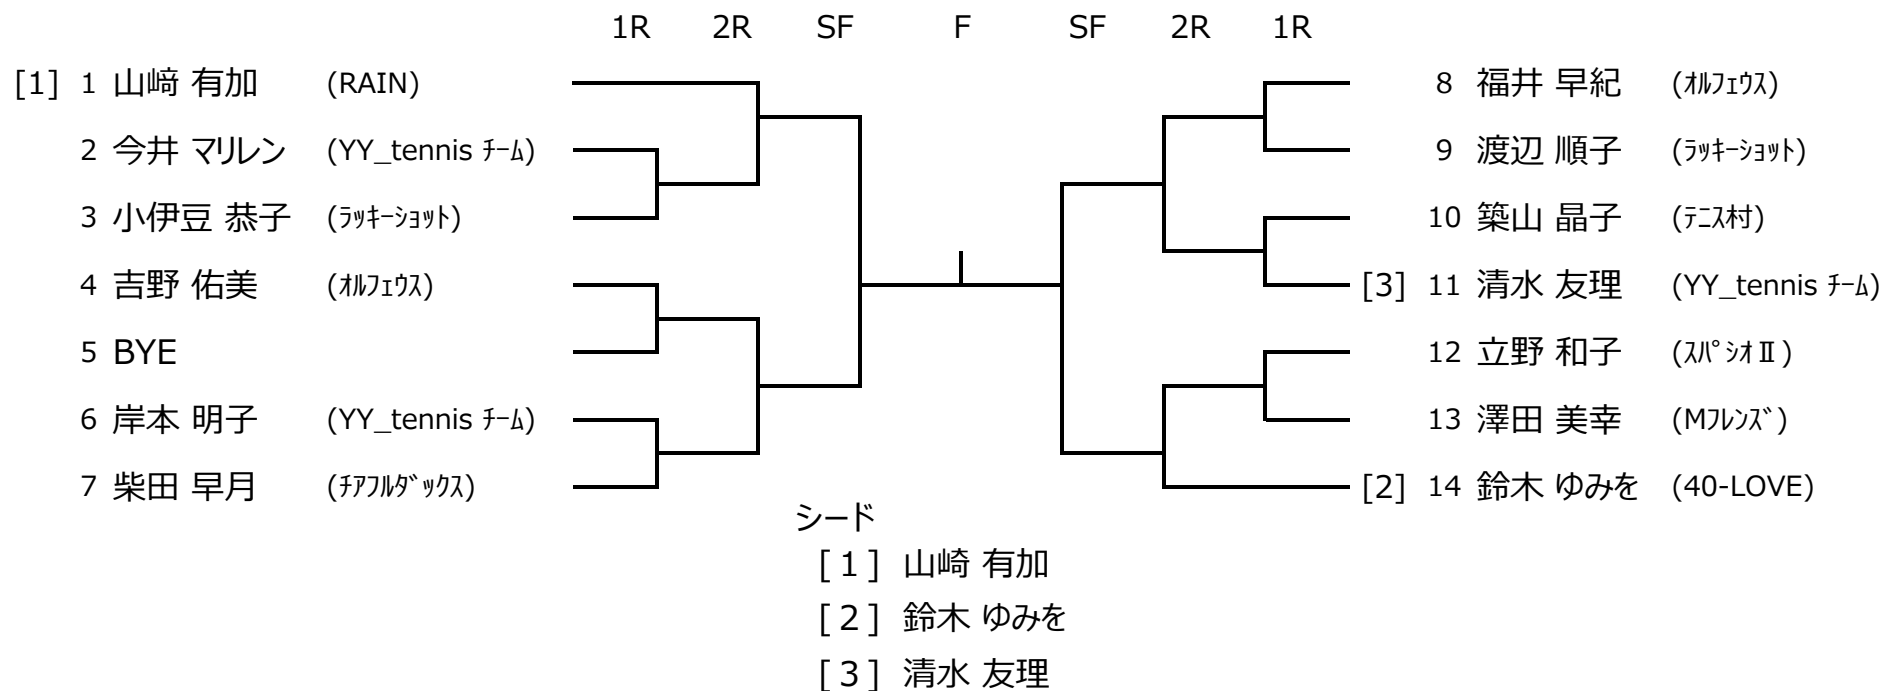 1R 2R SF F SF 2R 1R
[1] 1 山﨑 有加 (RAIN) 8 福井 早紀 (ｵﾙﾌｪｳｽ)
2 今井 マリレン (YY_tennis ﾁｰﾑ) 9 渡辺 順子 (ﾗｯｷｰｼｮｯﾄ)
3 小伊豆 恭子 (ﾗｯｷｰｼｮｯﾄ) 10 築山 晶子 (ﾃﾆｽ村)
4 吉野 佑美 (ｵﾙﾌｪｳｽ) [3] 11 清水 友理 (YY_tennis ﾁｰﾑ)
5 BYE 12 立野 和子 (ｽﾊﾟｼｵⅡ)
6 岸本 明子 (YY_tennis ﾁｰﾑ) 13 澤田 美幸 (Mﾌﾚﾝｽﾞ)
7 柴田 早月 (ﾁｱﾌﾙﾀﾞｯｸｽ) [2] 14 鈴木 ゆみを (40-LOVE)
シード
[１] 山﨑 有加
[２] 鈴木 ゆみを
[３] 清水 友理